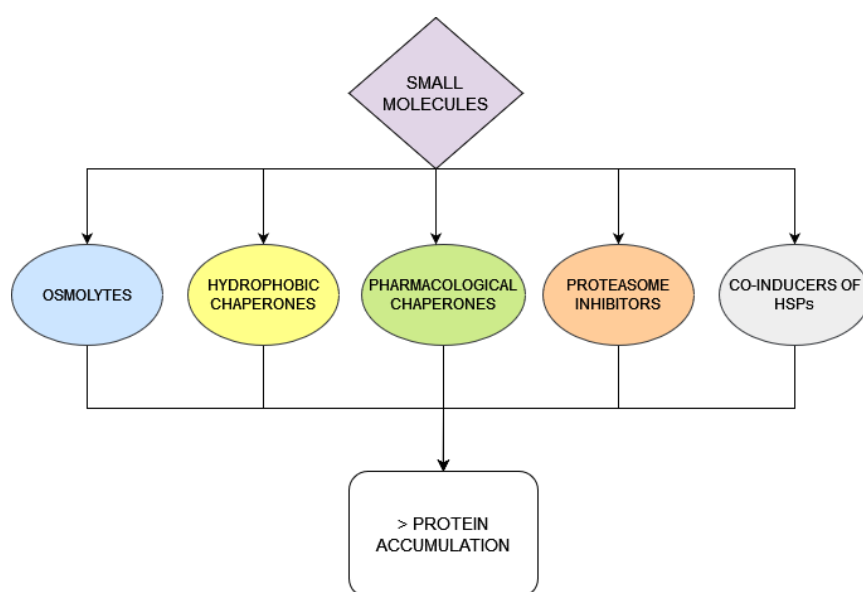 SMALL
MOLECULES
OSMOLYTES
HYDROPHOBIC
CHAPERONES
PHARMACOLOGICAL
CHAPERONES
PROTEASOME
INHIBITORS
CO-INDUCERS OF
HSPs
> PROTEIN
ACCUMULATION